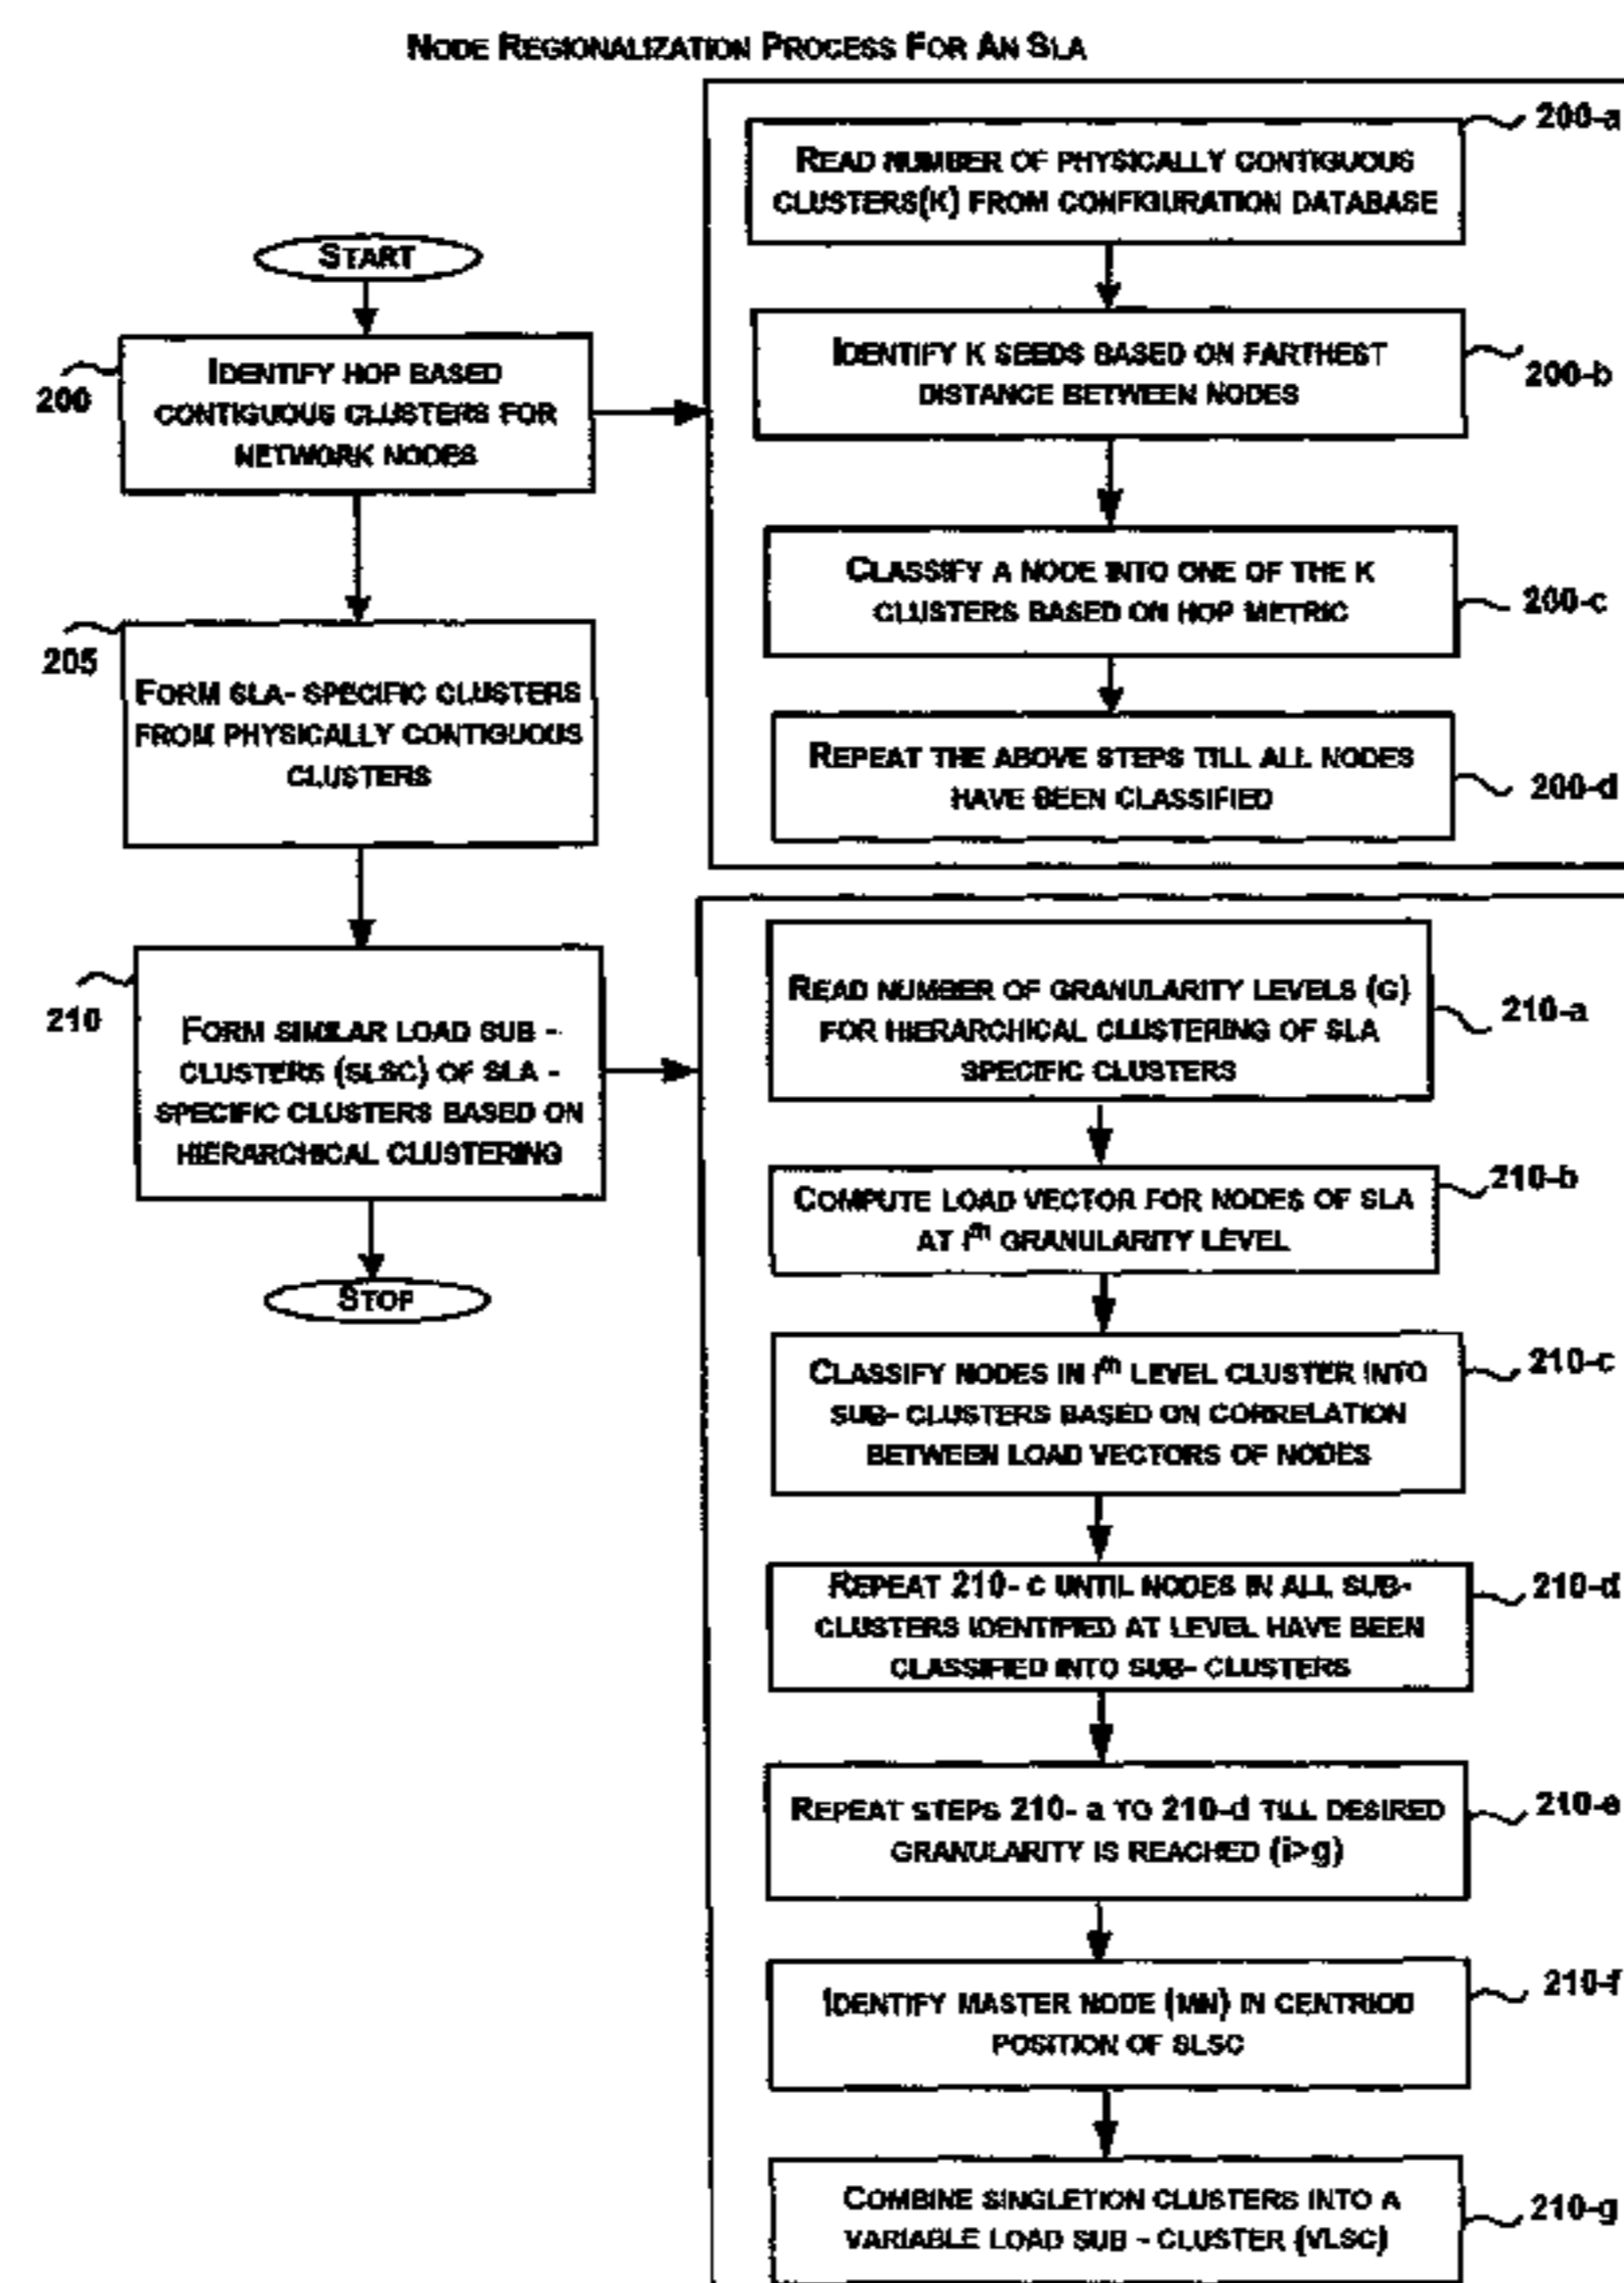 NODE REGIONALIZATION PROCESS FOR AN SLA
START
200
IDENTIFY HOP BASED
CONTIGUOUS CLUSTERS FOR
NETWORK NODES
205
FORM SLA- SPECIFIC CLUSTERS
FROM PHYSICALLY CONTIGUOUS
CLUSTERS
210
FORM SIMILAR LOAD SUB -
CLUSTERS (SLSC) OF SLA -
SPECIFIC CLUSTERS BASED ON
HIERARCHICAL CLUSTERING
STOP
200-a
READ NUMBER OF PHYSICALLY CONTIGUOUS
CLUSTERS(K) FROM CONFIGURATION DATABASE
200-b
IDENTIFY K SEEDS BASED ON FARTHEST
DISTANCE BETWEEN NODES
200-c
CLASSIFY A NODE INTO ONE OF THE K
CLUSTERS BASED ON HOP METRIC
200-d
REPEAT THE ABOVE STEPS TILL ALL NODES
HAVE BEEN CLASSIFIED
210-a
READ NUMBER OF GRANULARITY LEVELS (G)
FOR HIERARCHICAL CLUSTERING OF SLA
SPECIFIC CLUSTERS
210-b
COMPUTE LOAD VECTOR FOR NODES OF SLA
AT Ith GRANULARITY LEVEL
210-c
CLASSIFY NODES IN Ith LEVEL CLUSTER INTO
SUB- CLUSTERS BASED ON CORRELATION
BETWEEN LOAD VECTORS OF NODES
210-d
REPEAT 210- c UNTIL NODES IN ALL SUB-
CLUSTERS IDENTIFIED AT LEVEL HAVE BEEN
CLASSIFIED INTO SUB- CLUSTERS
210-e
REPEAT STEPS 210- a TO 210-d TILL DESIRED
GRANULARITY IS REACHED (i>g)
210-f
IDENTIFY MASTER NODE (MN) IN CENTRIOD
POSITION OF SLSC
210-g
COMBINE SINGLETION CLUSTERS INTO A
VARIABLE LOAD SUB - CLUSTER (VLSC)